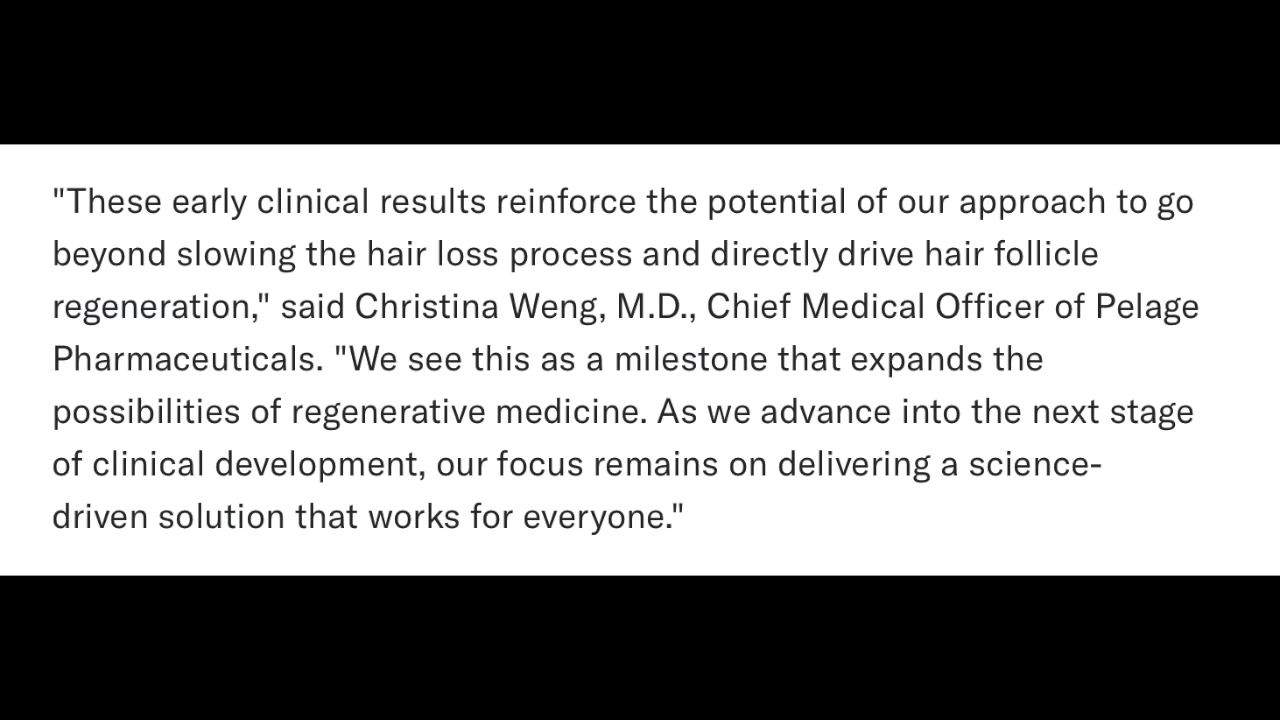 "These early clinical results reinforce the potential of our approach to go
beyond slowing the hair loss process and directly drive hair follicle
regeneration," said Christina Weng, M.D., Chief Medical Officer of Pelage
Pharmaceuticals. "We see this as a milestone that expands the
possibilities of regenerative medicine. As we advance into the next stage
of clinical development, our focus remains on delivering a science-
driven solution that works for everyone."